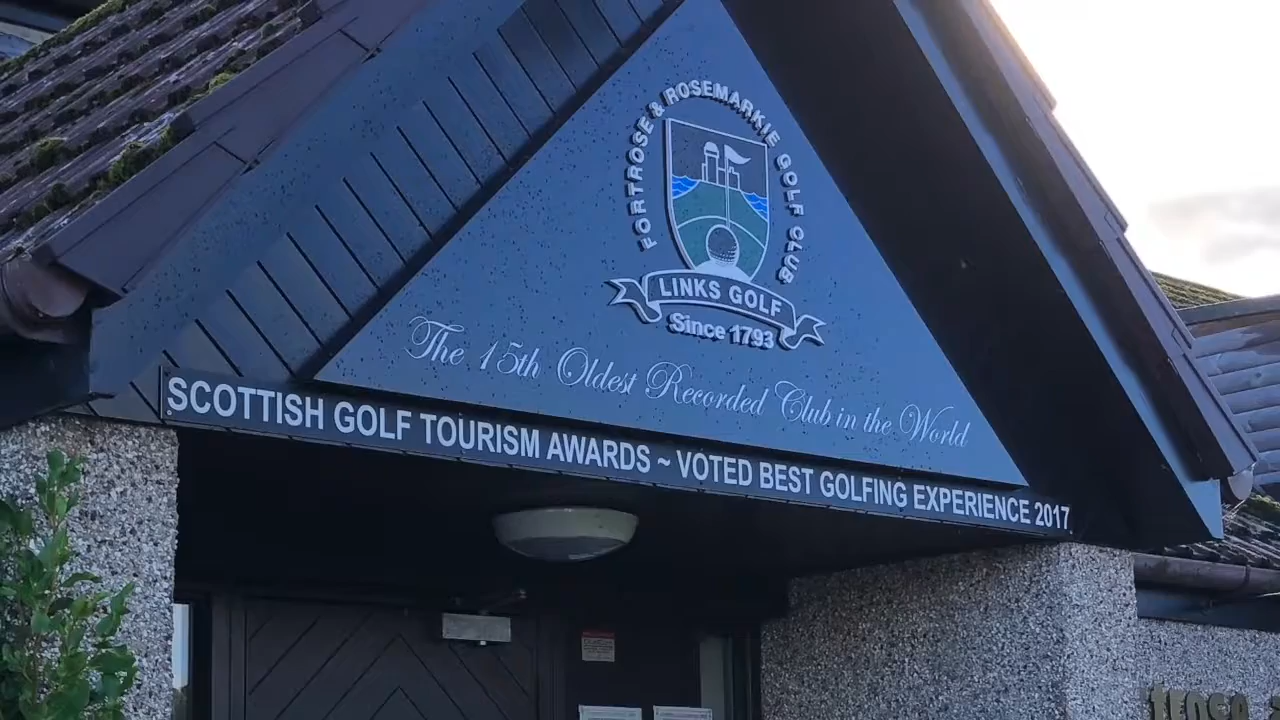 FORTROSE & ROSEMARKIE GOLF CLUB
LINKS GOLF
Since 1793
The 15th Oldest Recorded Club in the World
SCOTTISH GOLF TOURISM AWARDS ~ VOTED BEST GOLFING EXPERIENCE 2017